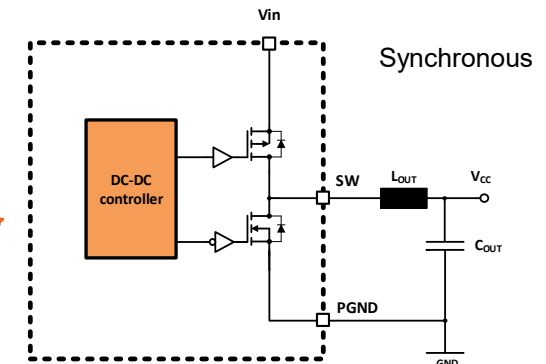 Vin
Synchronous
DC-DC
controller
SW
LOUT
VCC
COUT
PGND
GND